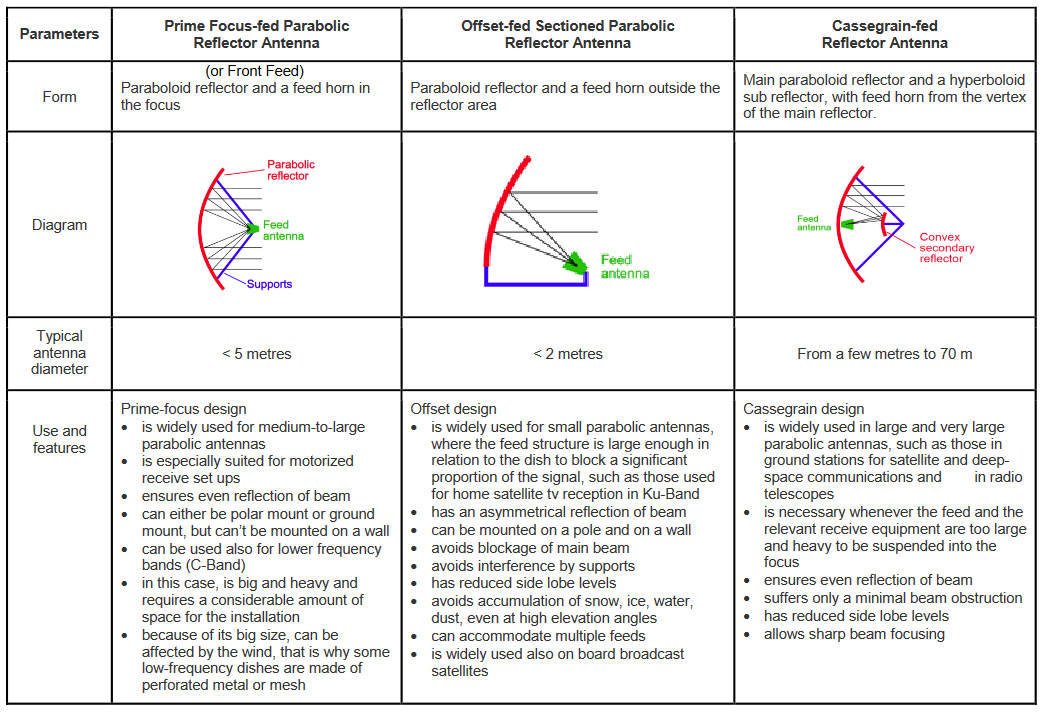 Parameters
Prime Focus-fed Parabolic
Reflector Antenna
Offset-fed Sectioned Parabolic
Reflector Antenna
Cassegrain-fed
Reflector Antenna
Form
(or Front Feed)
Paraboloid reflector and a feed horn in
the focus
Paraboloid reflector and a feed horn outside the
reflector area
Main paraboloid reflector and a hyperboloid
sub reflector, with feed horn from the vertex
of the main reflector.
Diagram
Parabolic
reflector
Feed
antenna
Supports
Feed
antenna
Feed
antenna
Convex
secondary
reflector
Typical
antenna
diameter
< 5 metres
< 2 metres
From a few metres to 70 m
Use and
features
Prime-focus design
• is widely used for medium-to-large
parabolic antennas
• is especially suited for motorized
receive set ups
• ensures even reflection of beam
• can either be polar mount or ground
mount, but can't be mounted on a wall
• can be used also for lower frequency
bands (C-Band)
• in this case, is big and heavy and
requires a considerable amount of
space for the installation
• because of its big size, can be
affected by the wind, that is why some
low-frequency dishes are made of
perforated metal or mesh
Offset design
• is widely used for small parabolic antennas,
where the feed structure is large enough in
relation to the dish to block a significant
proportion of the signal, such as those used
for home satellite tv reception in Ku-Band
• has an asymmetrical reflection of beam
• can be mounted on a pole and on a wall
• avoids blockage of main beam
• avoids interference by supports
• has reduced side lobe levels
• avoids accumulation of snow, ice, water,
dust, even at high elevation angles
• can accommodate multiple feeds
• is widely used also on board broadcast
satellites
Cassegrain design
• is widely used in large and very large
parabolic antennas, such as those in
ground stations for satellite and deep-
space communications and in radio
telescopes
• is necessary whenever the feed and the
relevant receive equipment are too large
and heavy to be suspended into the
focus
• ensures even reflection of beam
• suffers only a minimal beam obstruction
• has reduced side lobe levels
• allows sharp beam focusing